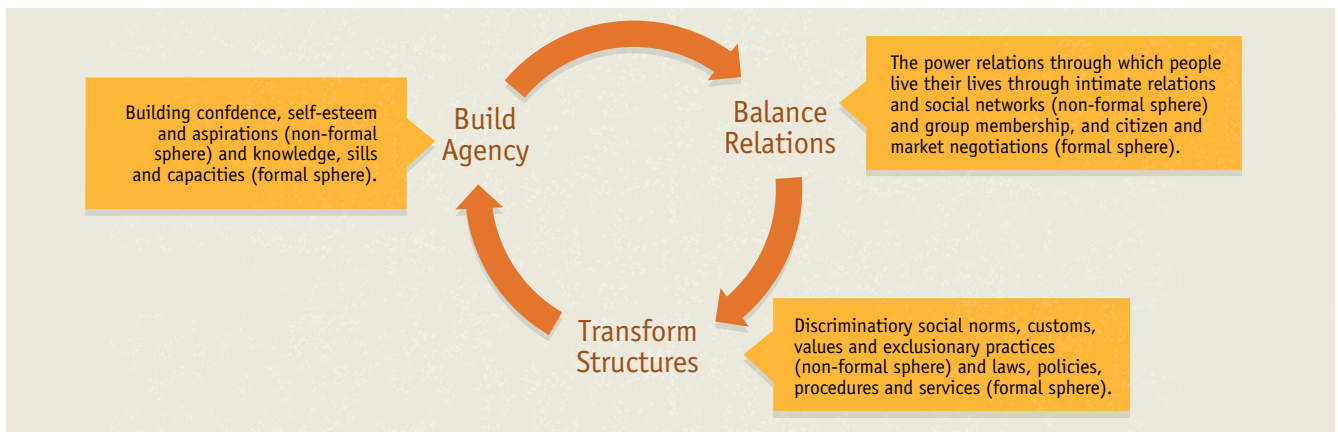 Building confdence, self-esteem
and aspirations (non-formal
sphere) and knowledge, sills
and capacities (formal sphere).
Build
Agency
Balance
Relations
The power relations through which people
live their lives through intimate relations
and social networks (non-formal sphere)
and group membership, and citizen and
market negotiations (formal sphere).
Transform
Structures
Discriminatiory social norms, customs,
values and exclusionary practices
(non-formal sphere) and laws, policies,
procedures and services (formal sphere).